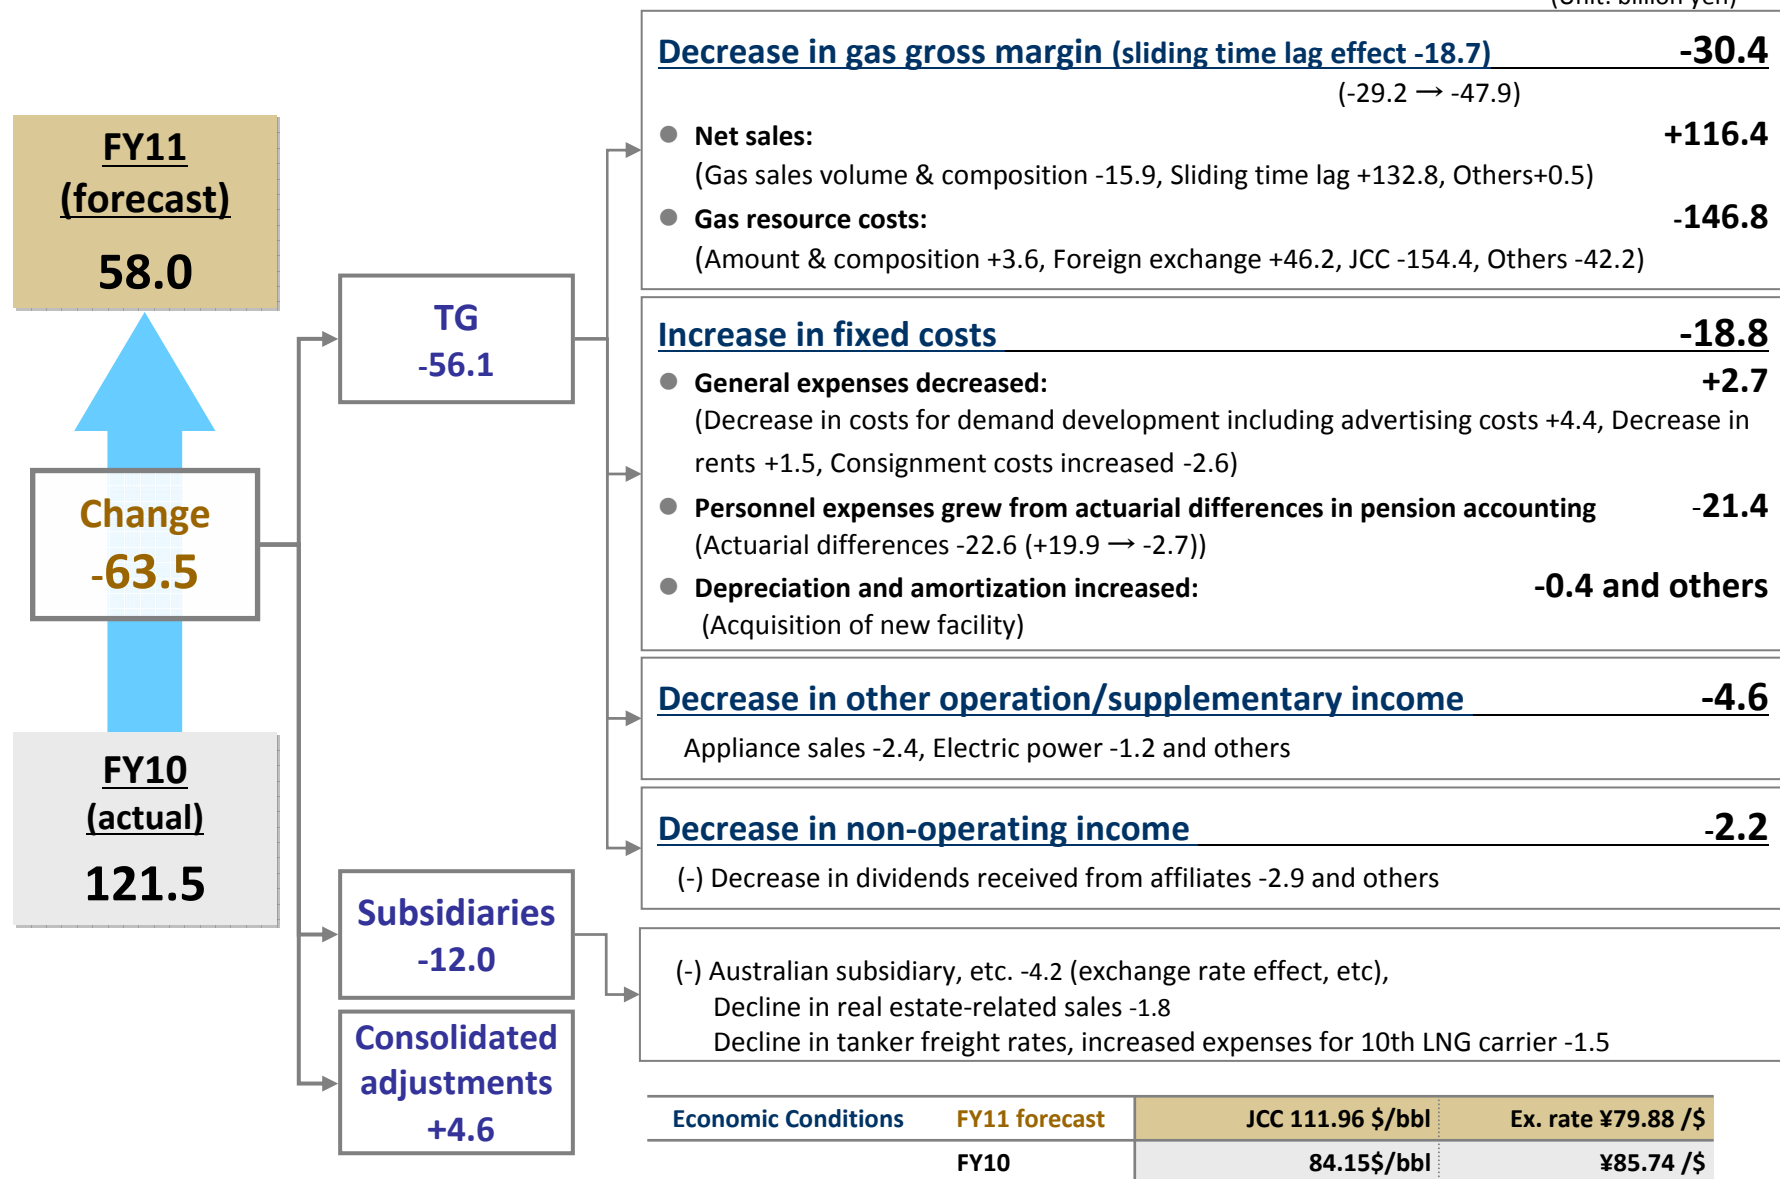 (Unit: billion yen)
FY11
(forecast)
58.0
Change
-63.5
FY10
(actual)
121.5
TG
-56.1
Subsidiaries
-12.0
Consolidated
adjustments
+4.6
Decrease in gas gross margin (sliding time lag effect -18.7) -30.4
(-29.2 → -47.9)
● Net sales: +116.4
(Gas sales volume & composition -15.9, Sliding time lag +132.8, Others+0.5)
● Gas resource costs: -146.8
(Amount & composition +3.6, Foreign exchange +46.2, JCC -154.4, Others -42.2)
Increase in fixed costs -18.8
● General expenses decreased: +2.7
(Decrease in costs for demand development including advertising costs +4.4, Decrease in
rents +1.5, Consignment costs increased -2.6)
● Personnel expenses grew from actuarial differences in pension accounting -21.4
(Actuarial differences -22.6 (+19.9 → -2.7))
● Depreciation and amortization increased: -0.4 and others
(Acquisition of new facility)
Decrease in other operation/supplementary income -4.6
Appliance sales -2.4, Electric power -1.2 and others
Decrease in non-operating income -2.2
(-) Decrease in dividends received from affiliates -2.9 and others
(-) Australian subsidiary, etc. -4.2 (exchange rate effect, etc),
Decline in real estate-related sales -1.8
Decline in tanker freight rates, increased expenses for 10th LNG carrier -1.5
Economic Conditions FY11 forecast JCC 111.96 $/bbl Ex. rate ¥79.88 /$
FY10 84.15$/bbl ¥85.74 /$